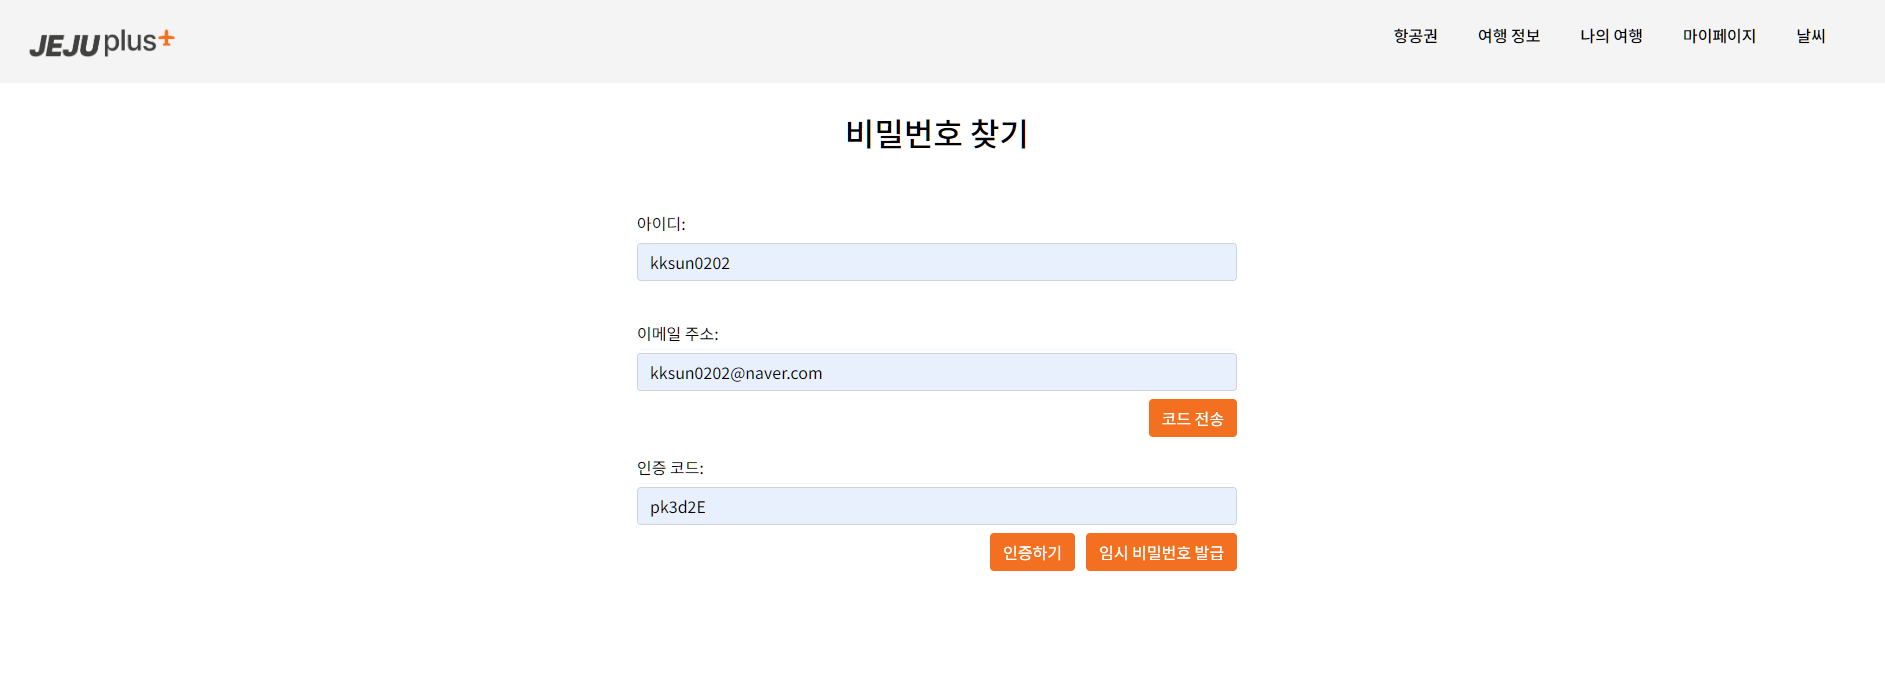 JEJU plus+
항공권 여행 정보 나의 여행 마이페이지 날씨
비밀번호 찾기
아이디:
kksun0202
이메일 주소:
kksun0202@naver.com
코드 전송
인증 코드:
pk3d2E
인증하기 임시 비밀번호 발급